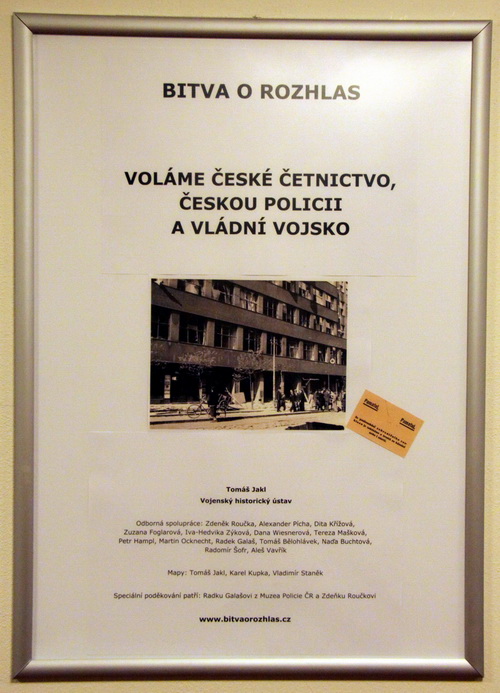 BITVA O ROZHLAS
VOLÁME ČESKÉ ČETNICTVO,
ČESKOU POLICII
A VLÁDNÍ VOJSKO
Tomáš Jakl
Vojenský historický ústav
Odborná spolupráce: Zdeněk Roučka, Alexander Pícha, Dita Křížová,
Zuzana Foglarová, Iva-Hedvika Zýková, Dana Wiesnerová, Tereza Mašková,
Petr Hampl, Martin Ocknecht, Radek Galaš, Tomáš Bělohlávek, Naďa Buchtová,
Radomír Šofr, Aleš Vavřík
Mapy: Tomáš Jakl, Karel Kupka, Vladimír Staněk
Speciální poděkování patří: Radku Galašovi z Muzea Policie ČR a Zdeňku Roučkovi
www.bitvaorozhlas.cz